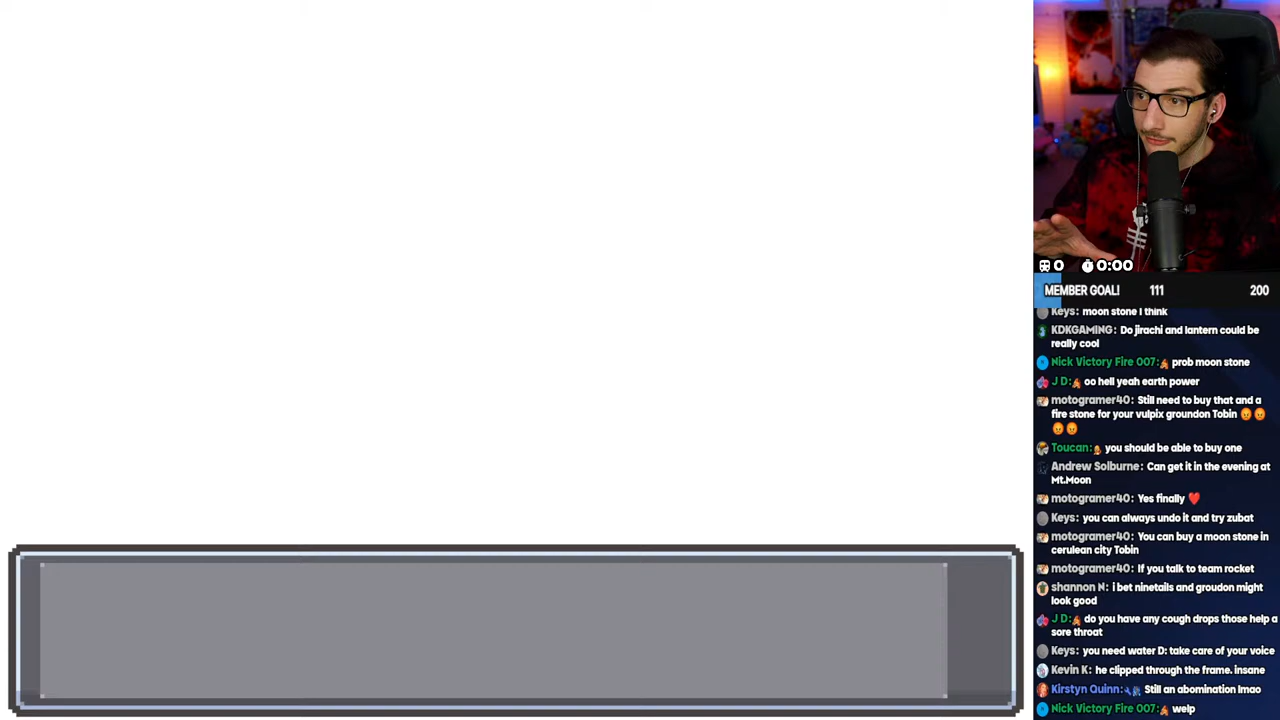 0 0:00
MEMBER GOAL! 111 200
Keys: moon stone I think
KDKGAMING: Do jirachi and lantern could be
really cool
Nick Victory Fire 007: prob moon stone
J D: oo hell yeah earth power
motogramer40: Still need to buy that and a
fire stone for your vulpix groundon Tobin 😡😡
😡😡
Toucan: you should be able to buy one
Andrew Solburne: Can get it in the evening at
Mt.Moon
motogramer40: Yes finally ❤️
Keys: you can always undo it and try zubat
motogramer40: You can buy a moon stone in
cerulean city Tobin
motogramer40: If you talk to team rocket
shannon N: i bet ninetails and groudon might
look good
J D: do you have any cough drops those help a
sore throat
Keys: you need water D: take care of your voice
Kevin K: he clipped through the frame. insane
Kirstyn Quinn: Still an abomination lmao
Nick Victory Fire 007: welp